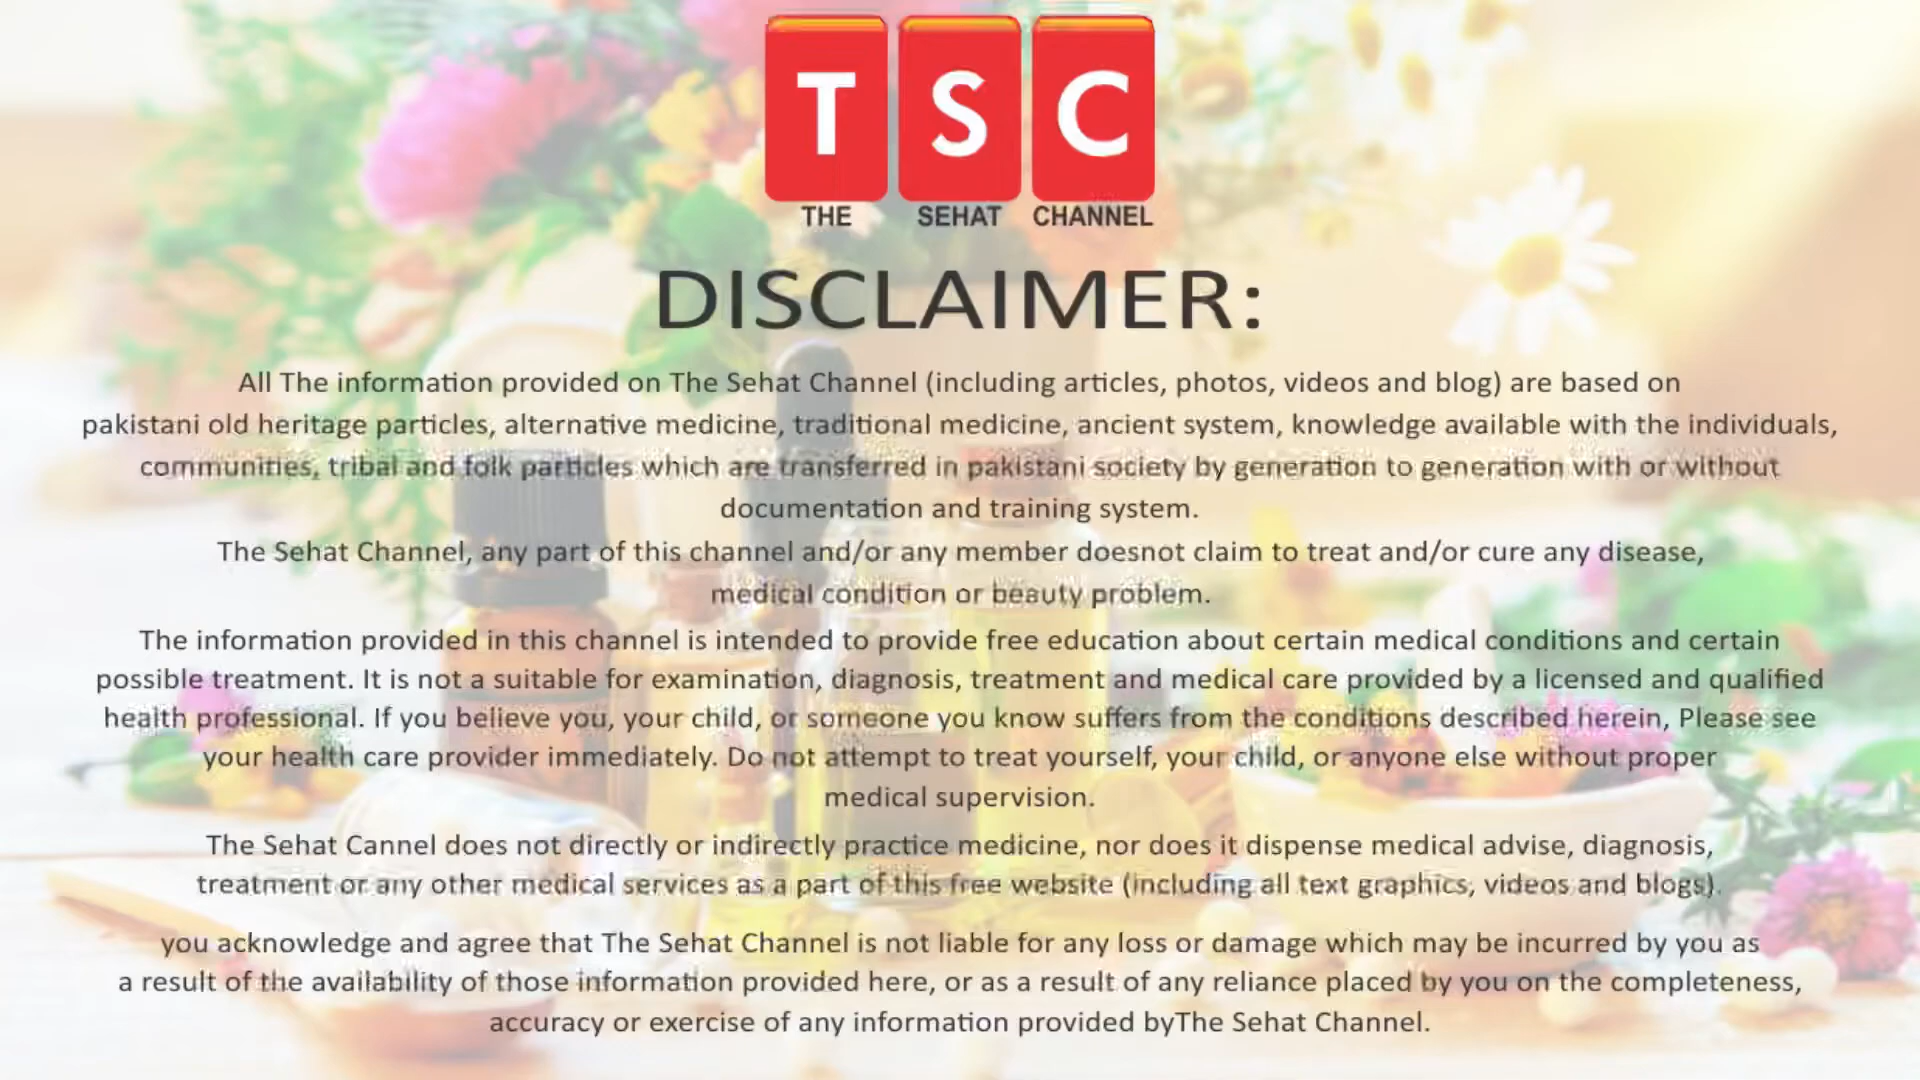 T S C
THE SEHAT CHANNEL
DISCLAIMER:
All The information provided on The Sehat Channel (including articles, photos, videos and blog) are based on
pakistani old heritage particles, alternative medicine, traditional medicine, ancient system, knowledge available with the individuals,
communities, tribal and folk particles which are transferred in pakistani society by generation to generation with or without
documentation and training system.
The Sehat Channel, any part of this channel and/or any member doesnot claim to treat and/or cure any disease,
medical condition or beauty problem.
The information provided in this channel is intended to provide free education about certain medical conditions and certain
possible treatment. It is not a suitable for examination, diagnosis, treatment and medical care provided by a licensed and qualified
health professional. If you believe you, your child, or someone you know suffers from the conditions described herein, Please see
your health care provider immediately. Do not attempt to treat yourself, your child, or anyone else without proper
medical supervision.
The Sehat Cannel does not directly or indirectly practice medicine, nor does it dispense medical advise, diagnosis,
treatment or any other medical services as a part of this free website (including all text graphics, videos and blogs).
you acknowledge and agree that The Sehat Channel is not liable for any loss or damage which may be incurred by you as
a result of the availability of those information provided here, or as a result of any reliance placed by you on the completeness,
accuracy or exercise of any information provided byThe Sehat Channel.